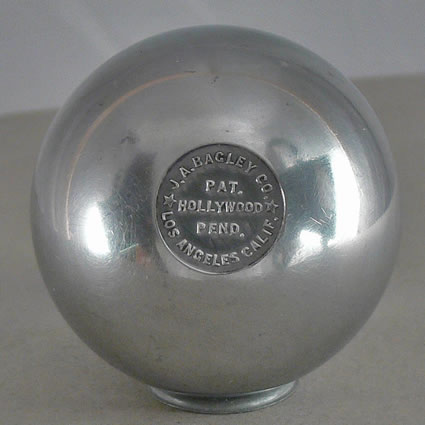 J.A.BAGLEY CO.
PAT.
HOLLYWOOD
PEND.
LOS ANGELES CALIF.